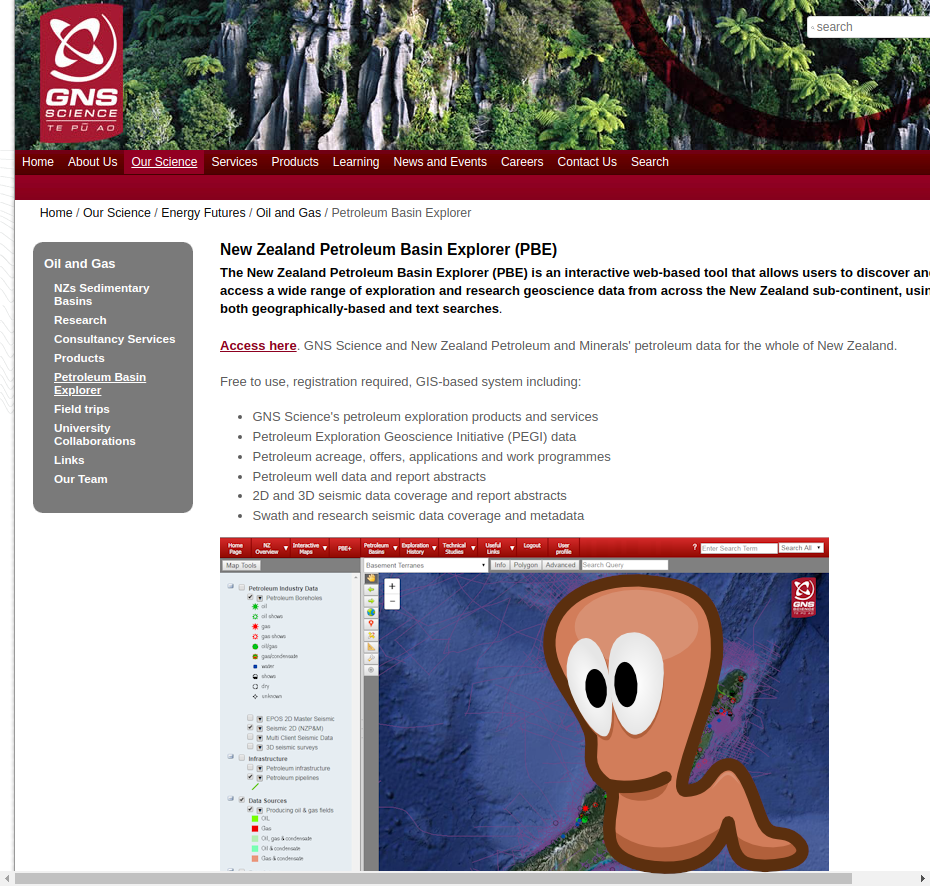 GNS
SCIENCE
TE PŪ AO
search
Home About Us Our Science Services Products Learning News and Events Careers Contact Us Search
Home / Our Science / Energy Futures / Oil and Gas / Petroleum Basin Explorer
Oil and Gas
NZs Sedimentary
Basins
Research
Consultancy Services
Products
Petroleum Basin
Explorer
Field trips
University
Collaborations
Links
Our Team
New Zealand Petroleum Basin Explorer (PBE)
The New Zealand Petroleum Basin Explorer (PBE) is an interactive web-based tool that allows users to discover an
access a wide range of exploration and research geoscience data from across the New Zealand sub-continent, usin
both geographically-based and text searches.
Access here. GNS Science and New Zealand Petroleum and Minerals' petroleum data for the whole of New Zealand.
Free to use, registration required, GIS-based system including:
• GNS Science's petroleum exploration products and services
• Petroleum Exploration Geoscience Initiative (PEGI) data
• Petroleum acreage, offers, applications and work programmes
• Petroleum well data and report abstracts
• 2D and 3D seismic data coverage and report abstracts
• Swath and research seismic data coverage and metadata
Home Page NZ Overview Interactive Maps PBE+ Petroleum Basins Exploration History Technical Studies Useful Links Logout User profile ? Enter Search Term Search All
Map Tools Basement Terranes Info Polygon Advanced Search Query
Petroleum Industry Data
Petroleum Boreholes
oil
oil shows
gas
gas shows
oil/gas
gas/condensate
water
shows
dry
unknown
EPOS 2D Master Seismic
Seismic 2D (NZP&M)
Multi Client Seismic Data
3D seismic surveys
Infrastructure
Petroleum infrastructure
Petroleum pipelines
Data Sources
Producing oil & gas fields
OIL
Gas
Oil, gas & condensate
Oil & condensate
Gas & condensate
+
−
GNS
SCIENCE
TE PŪ AO